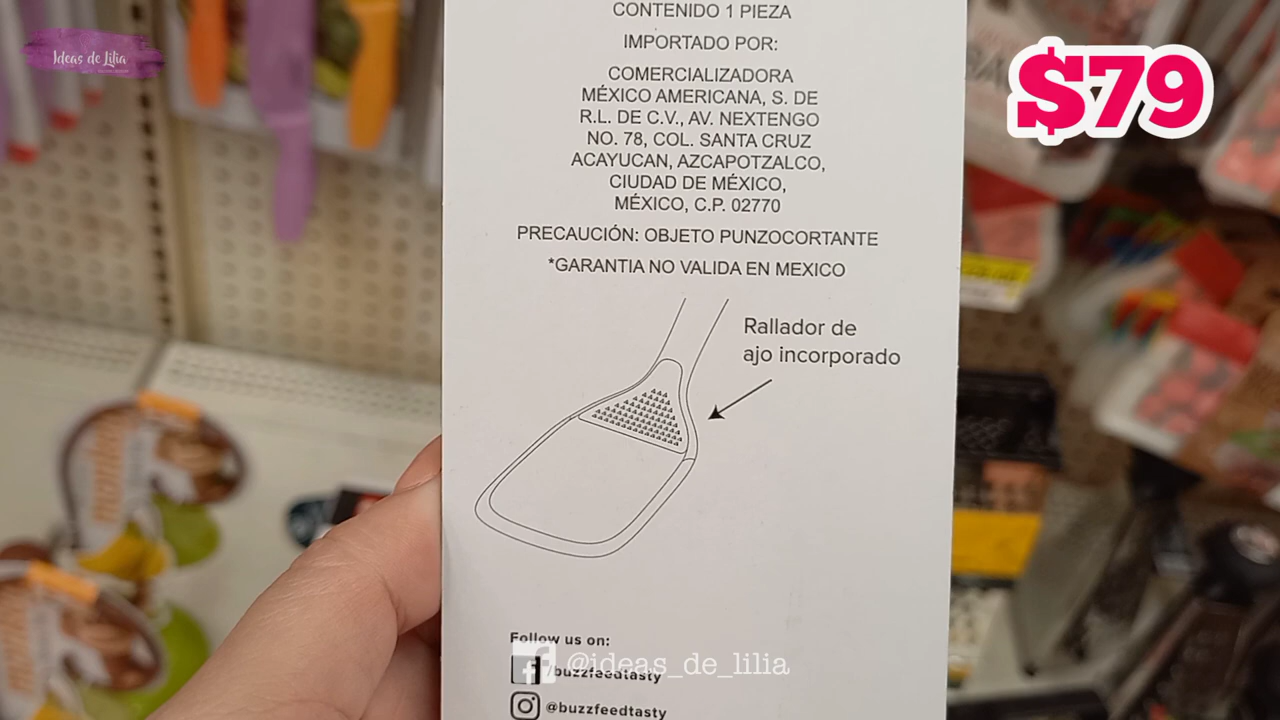 Ideas de Lilia
$79
CONTENIDO 1 PIEZA
IMPORTADO POR:
COMERCIALIZADORA
MÉXICO AMERICANA, S. DE
R.L. DE C.V., AV. NEXTENGO
NO. 78, COL. SANTA CRUZ
ACAYUCAN, AZCAPOTZALCO,
CIUDAD DE MÉXICO,
MÉXICO, C.P. 02770
PRECAUCIÓN: OBJETO PUNZOCORTANTE
*GARANTIA NO VALIDA EN MEXICO
Rallador de
ajo incorporado
Follow us on:
@ideas_de_lilia
/buzzfeedtasty
@buzzfeedtasty